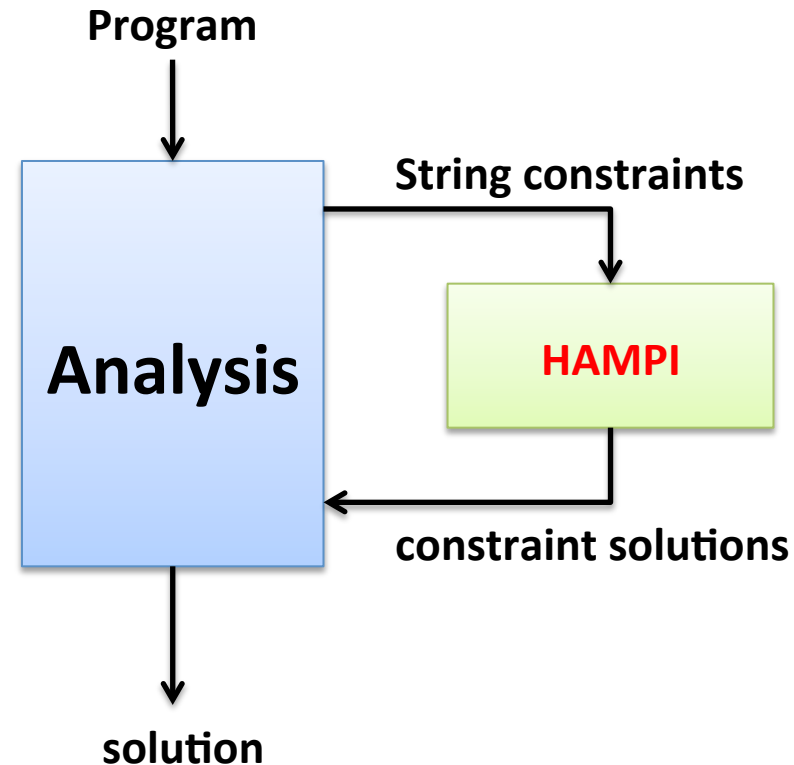 Program
String constraints
Analysis
HAMPI
constraint solutions
solution